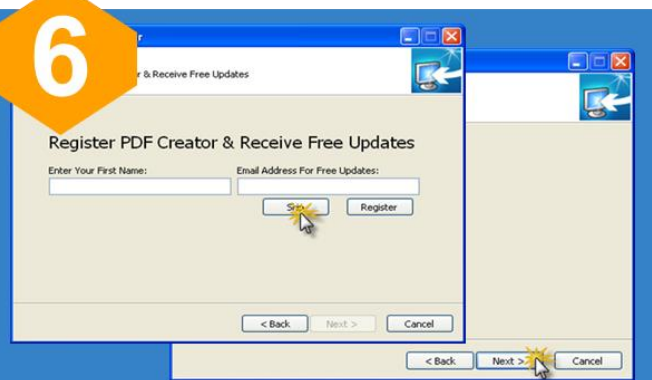 6
r
r & Receive Free Updates
Register PDF Creator & Receive Free Updates
Enter Your First Name:
Email Address For Free Updates:
Register
< Back
Next >
Cancel
< Back
Next >
Cancel